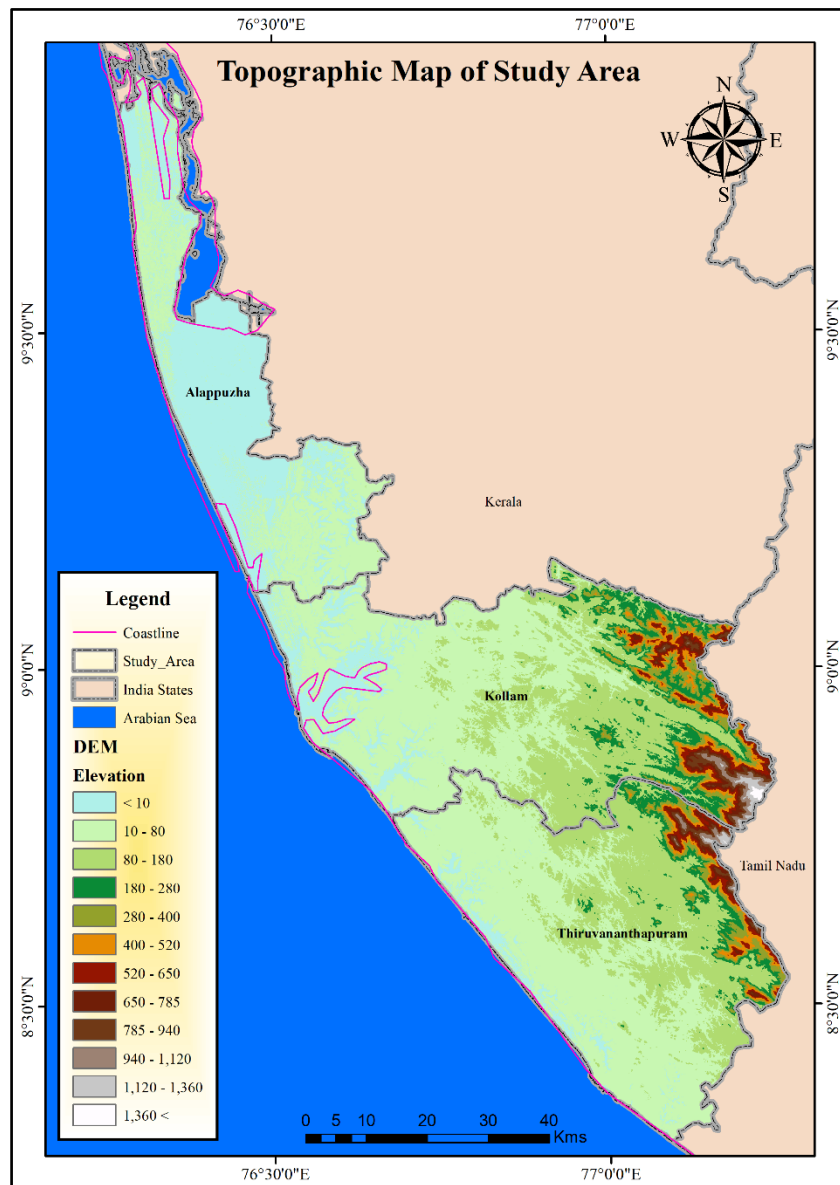 76°30'0"E
77°0'0"E
Topographic Map of Study Area
N
W
E
S
9°30'0"N
9°30'0"N
Alappuzha
Kerala
Legend
Coastline
Study_Area
India States
Arabian Sea
DEM
Elevation
< 10
10 - 80
80 - 180
180 - 280
280 - 400
400 - 520
520 - 650
650 - 785
785 - 940
940 - 1,120
1,120 - 1,360
1,360 <
9°0'0"N
9°0'0"N
Kollam
Tamil Nadu
Thiruvananthapuram
8°30'0"N
8°30'0"N
0 5 10 20 30 40
Kms
76°30'0"E
77°0'0"E